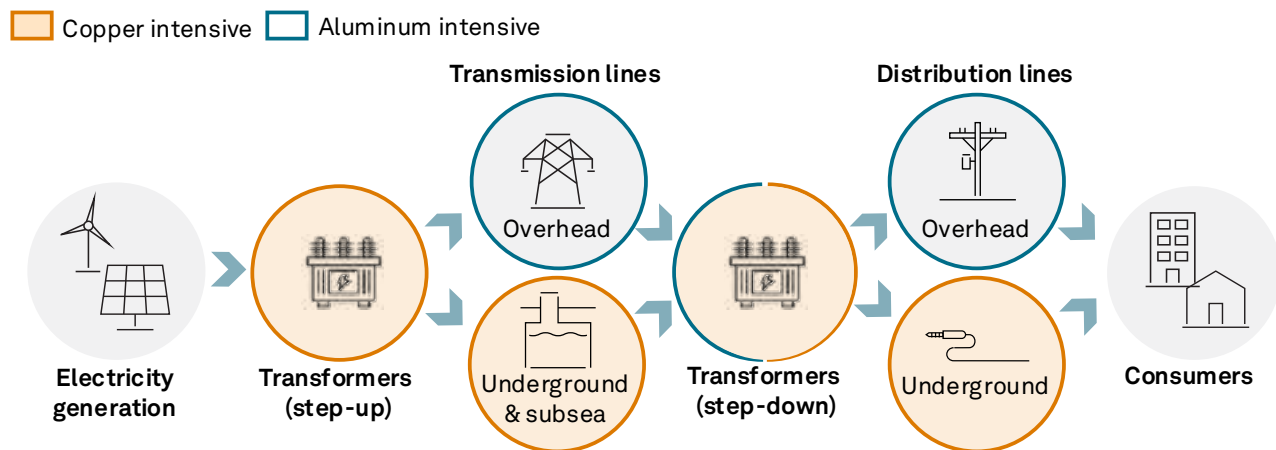 Copper intensive
Aluminum intensive
Transmission lines
Distribution lines
Overhead
Overhead
Underground
& subsea
Underground
Electricity
generation
Transformers
(step-up)
Transformers
(step-down)
Consumers